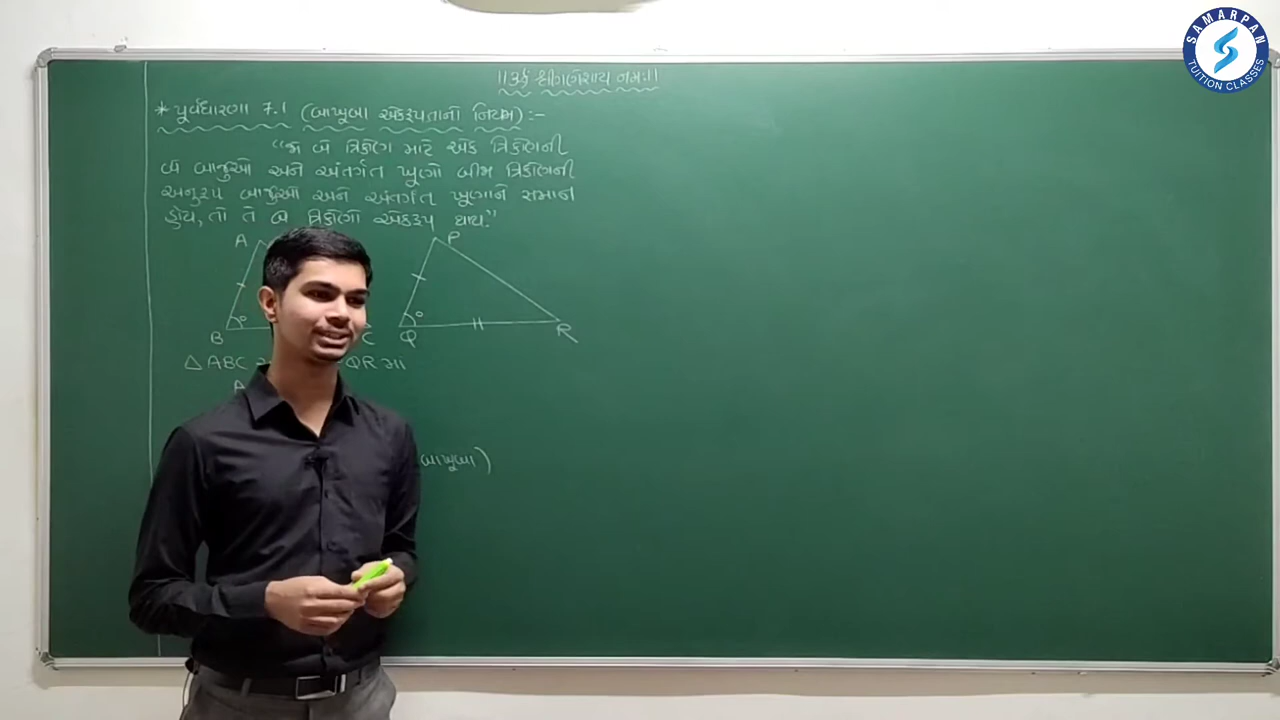 SAMARPAN
TUITION CLASSES
||ૐ શ્રી ગણેશાય નમઃ||
* પૂર્વધારણા 7.1 (બાખૂબા એકરૂપતાનો નિયમ) :-
“જો બે ત્રિકોણ માટે એક ત્રિકોણની
બે બાજુઓ અને અંતર્ગત ખૂણો બીજા ત્રિકોણની
અનુરૂપ બાજુઓ અને અંતર્ગત ખૂણાને સમાન
હોય, તો તે બે ત્રિકોણો એકરૂપ થાય.”
A P
B C Q R
△ABC QR માં
A
બાખૂબા)